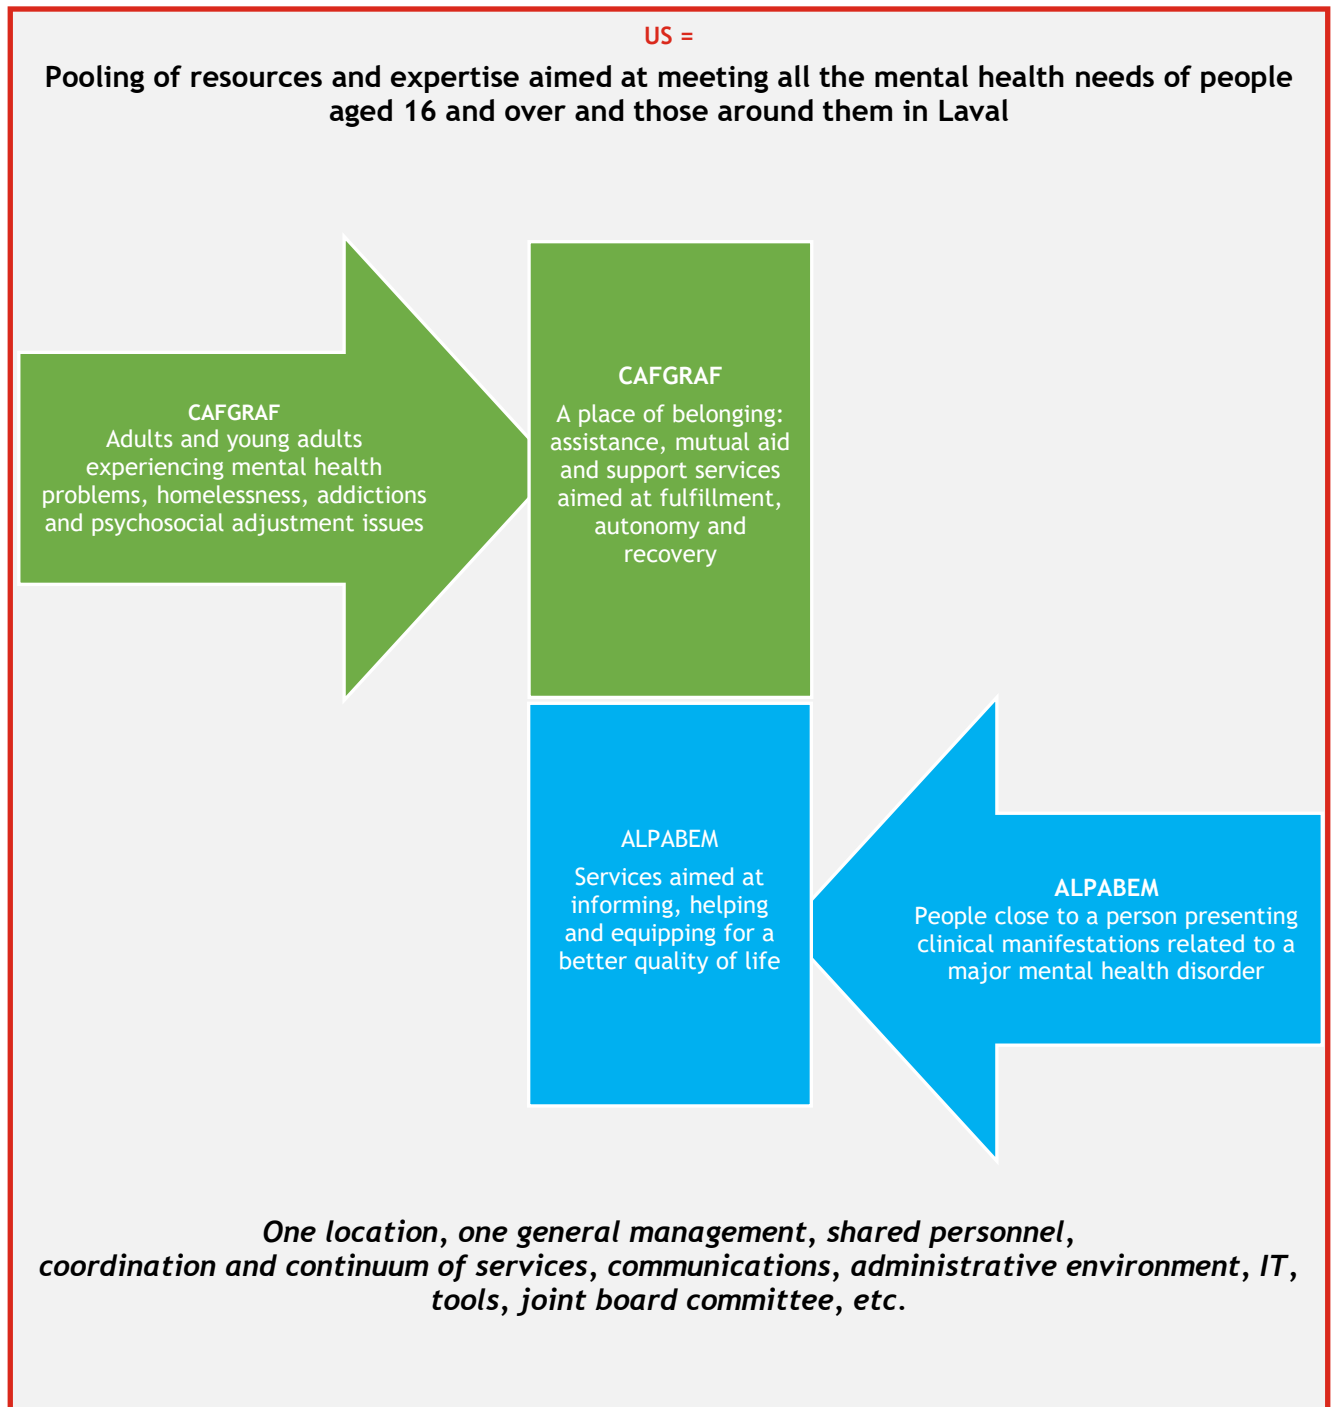 US =
Pooling of resources and expertise aimed at meeting all the mental health needs of people
aged 16 and over and those around them in Laval
CAFGRAF
Adults and young adults
experiencing mental health
problems, homelessness, addictions
and psychosocial adjustment issues
CAFGRAF
A place of belonging:
assistance, mutual aid
and support services
aimed at fulfillment,
autonomy and
recovery
ALPABEM
Services aimed at
informing, helping
and equipping for a
better quality of life
ALPABEM
People close to a person presenting
clinical manifestations related to a
major mental health disorder
One location, one general management, shared personnel,
coordination and continuum of services, communications, administrative environment, IT,
tools, joint board committee, etc.